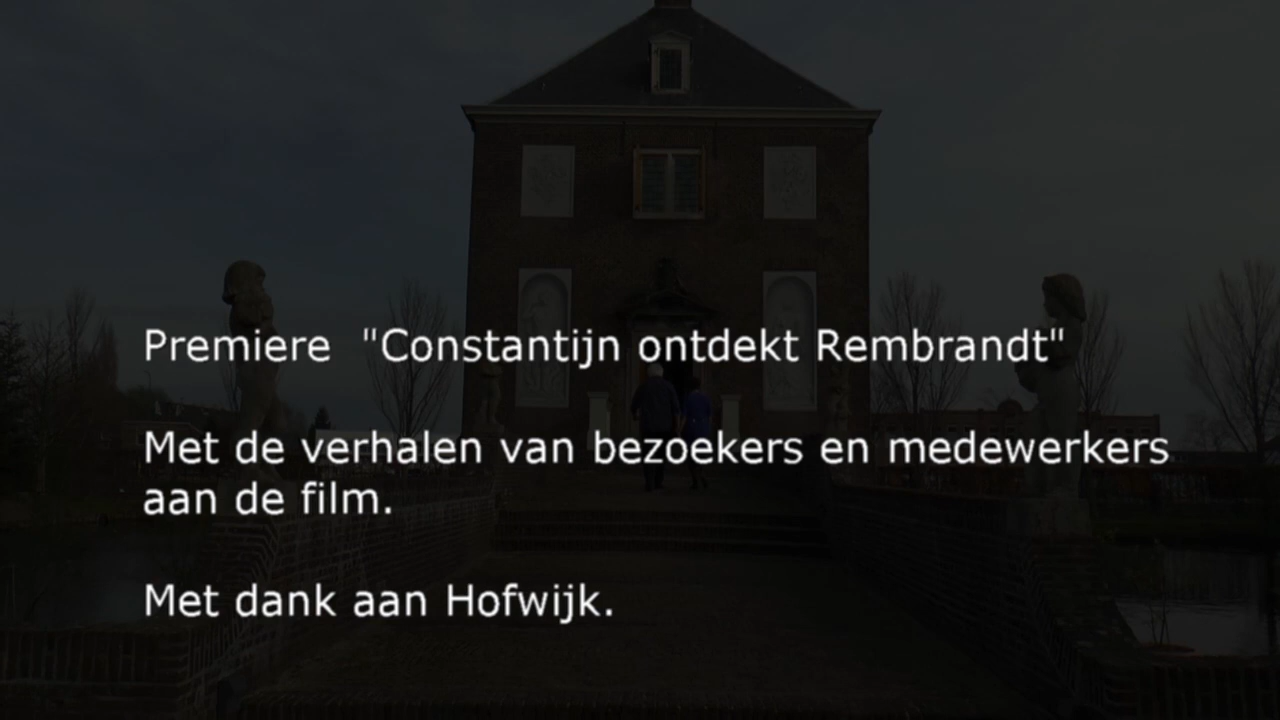 Premiere  "Constantijn ontdekt Rembrandt"
Met de verhalen van bezoekers en medewerkers
aan de film.
Met dank aan Hofwijk.